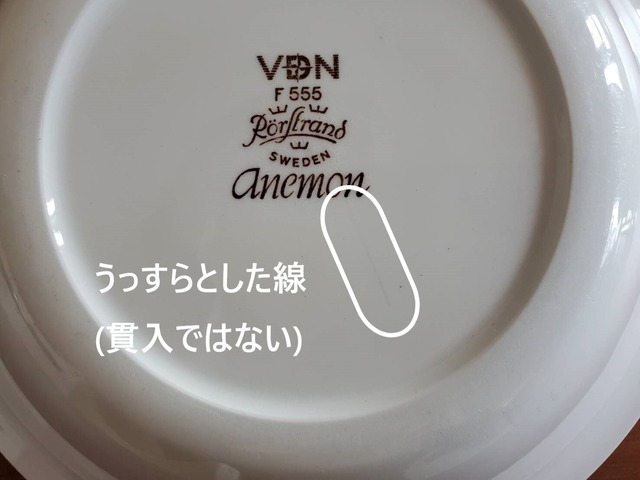 VDN
F 555
Rörstrand
SWEDEN
anemon
うっすらとした線
(貫入ではない)